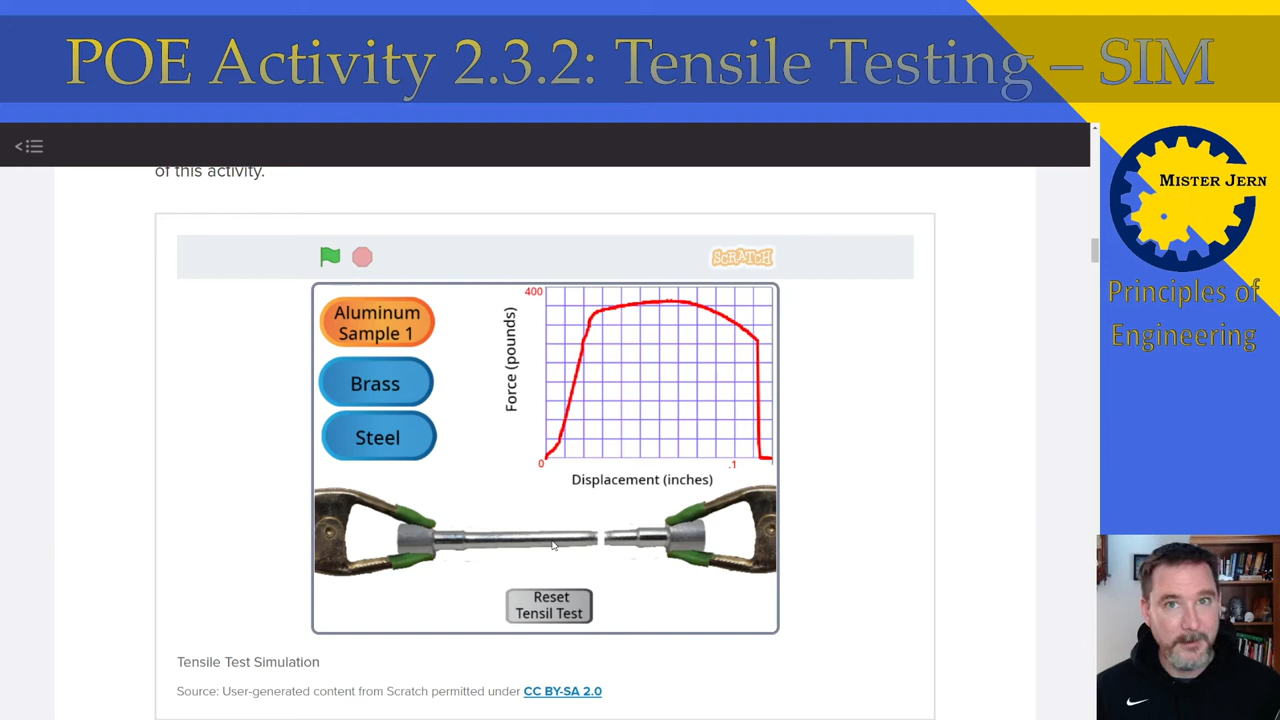 POE Activity 2.3.2: Tensile Testing – SIM
MISTER JERN
Principles of
Engineering
<
of this activity.
SCRATCH
Aluminum
Sample 1
Brass
Steel
400
Force (pounds)
0
.1
Displacement (inches)
Reset
Tensil Test
Tensile Test Simulation
Source: User-generated content from Scratch permitted under CC BY-SA 2.0